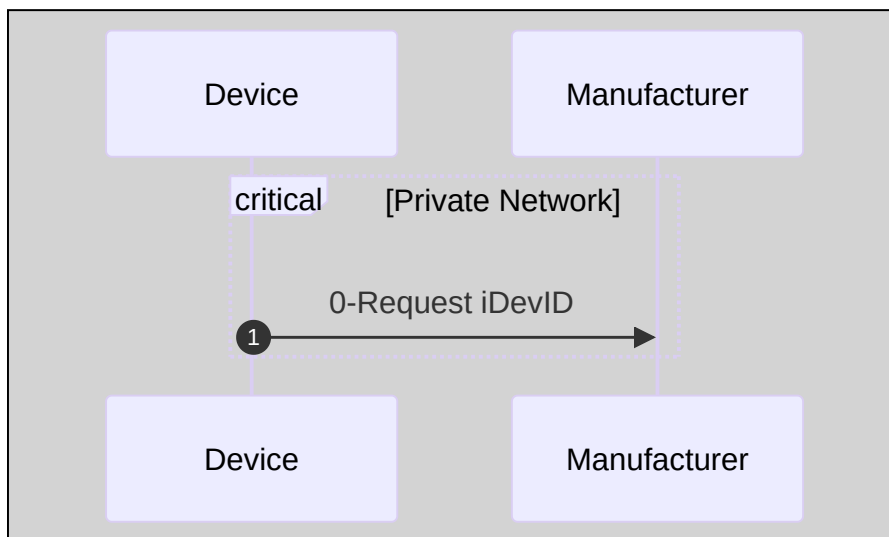 Device
Manufacturer
critical
[Private Network]
0-Request iDevID
1
Device
Manufacturer